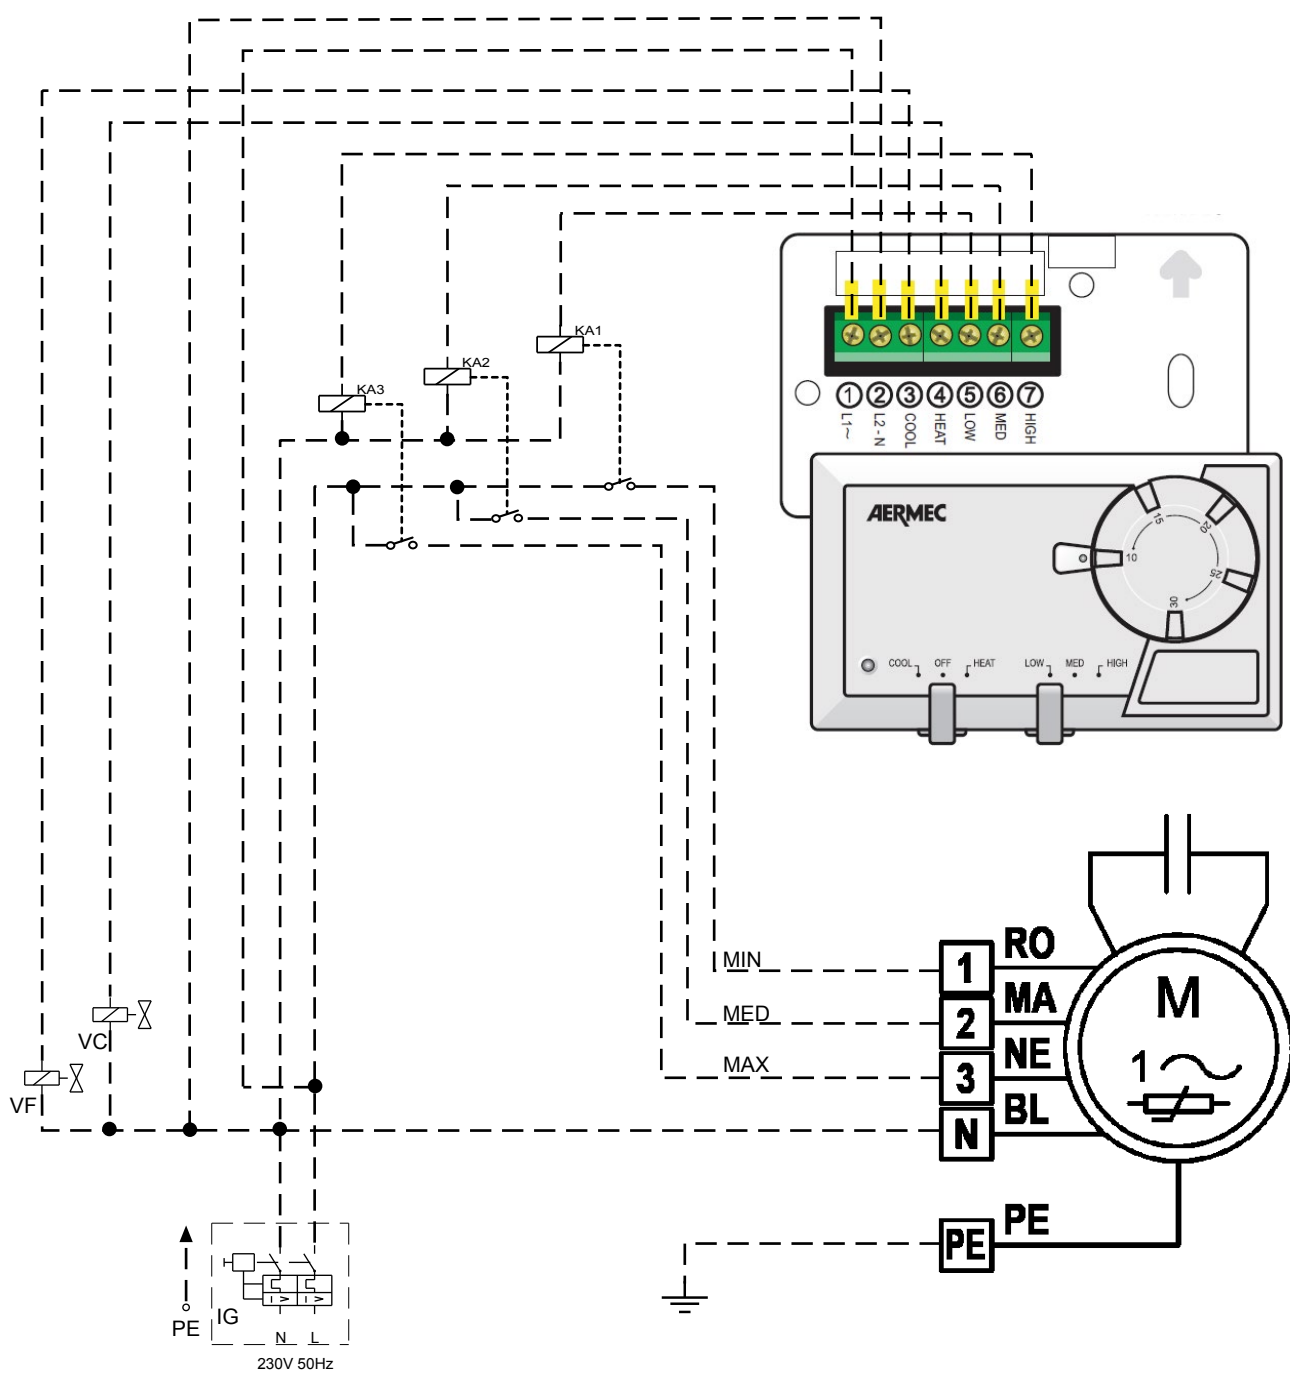 KA1
KA2
KA3
1 2 3 4 5 6 7
L1~
L2 - N
COOL
HEAT
LOW
MED
HIGH
AERMEC
10
15
20
25
30
COOL OFF HEAT LOW MED HIGH
MIN 1 RO
MED 2 MA
MAX 3 NE
N BL
M
1
VC
VF
PE PE
PE
IG
N L
230V 50Hz